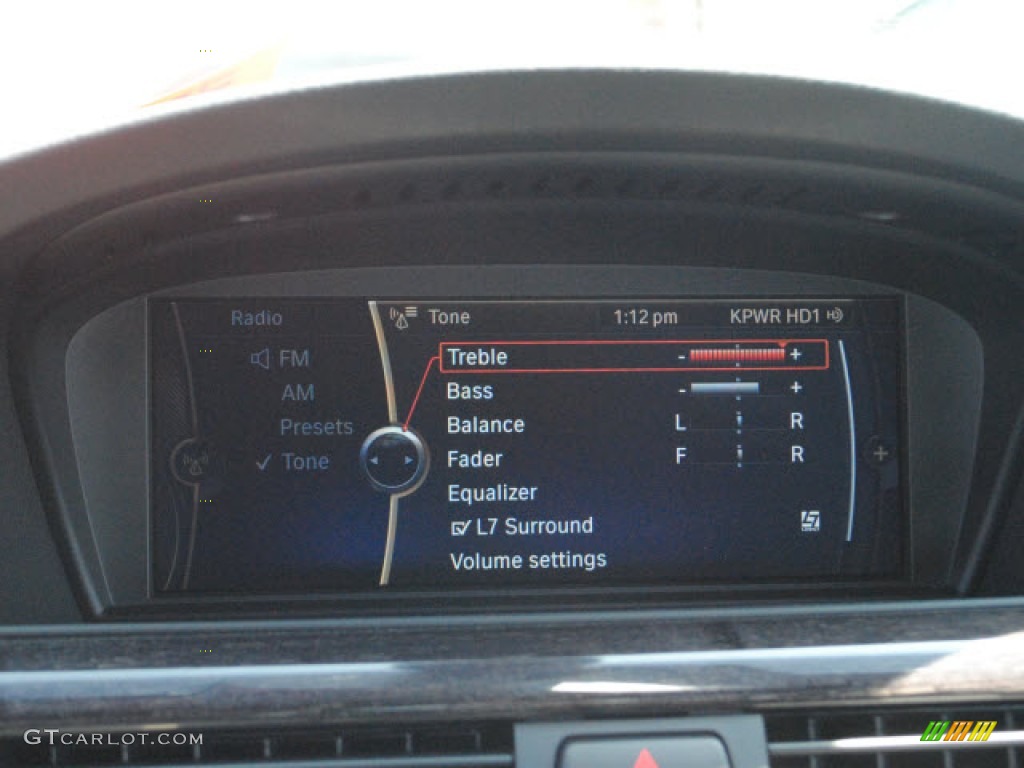 Radio
Tone 1:12 pm KPWR HD1
FM
AM
Presets
Tone
Treble - +
Bass - +
Balance L R
Fader F R
Equalizer
L7 Surround
Volume settings
GTcarlot.com